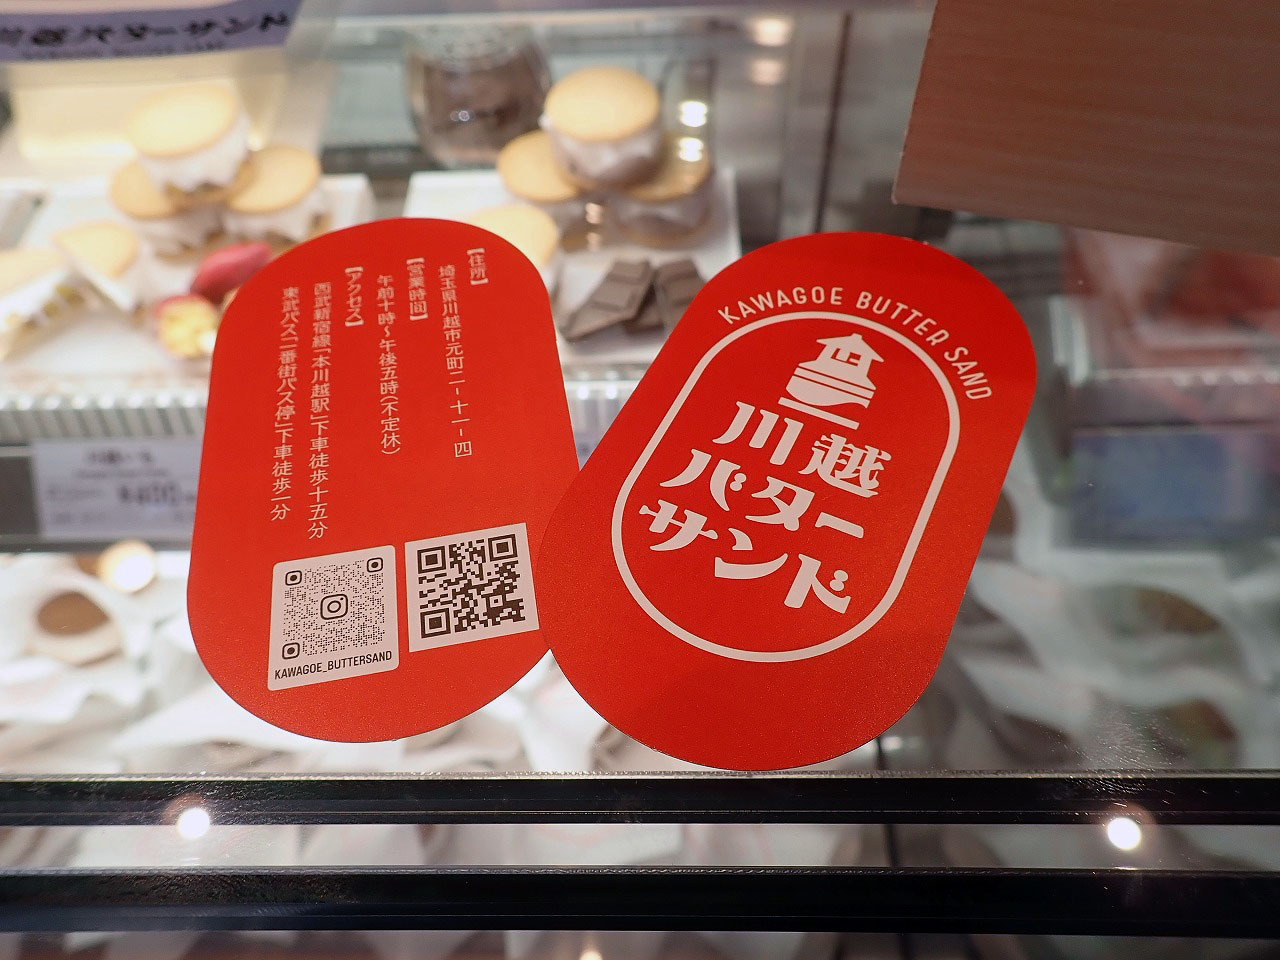 【住所】
埼玉県川越市元町二-十一-四
【営業時間】
午前十時〜午後五時(不定休)
【アクセス】
西武新宿線「本川越駅」下車徒歩十五分
東武バス「一番街バス停」下車徒歩一分
KAWAGOE_BUTTERSAND
KAWAGOE BUTTER SAND
川越
バター
サンド